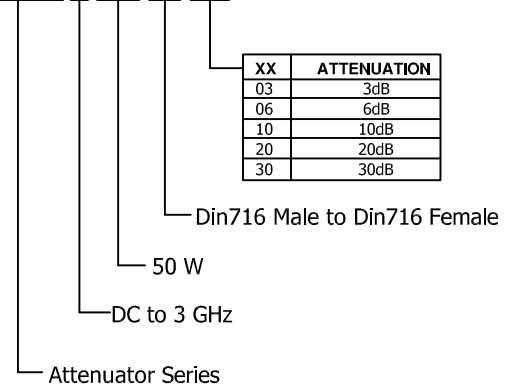 XX ATTENUATION
03 3dB
06 6dB
10 10dB
20 20dB
30 30dB
Din716 Male to Din716 Female
50 W
DC to 3 GHz
Attenuator Series